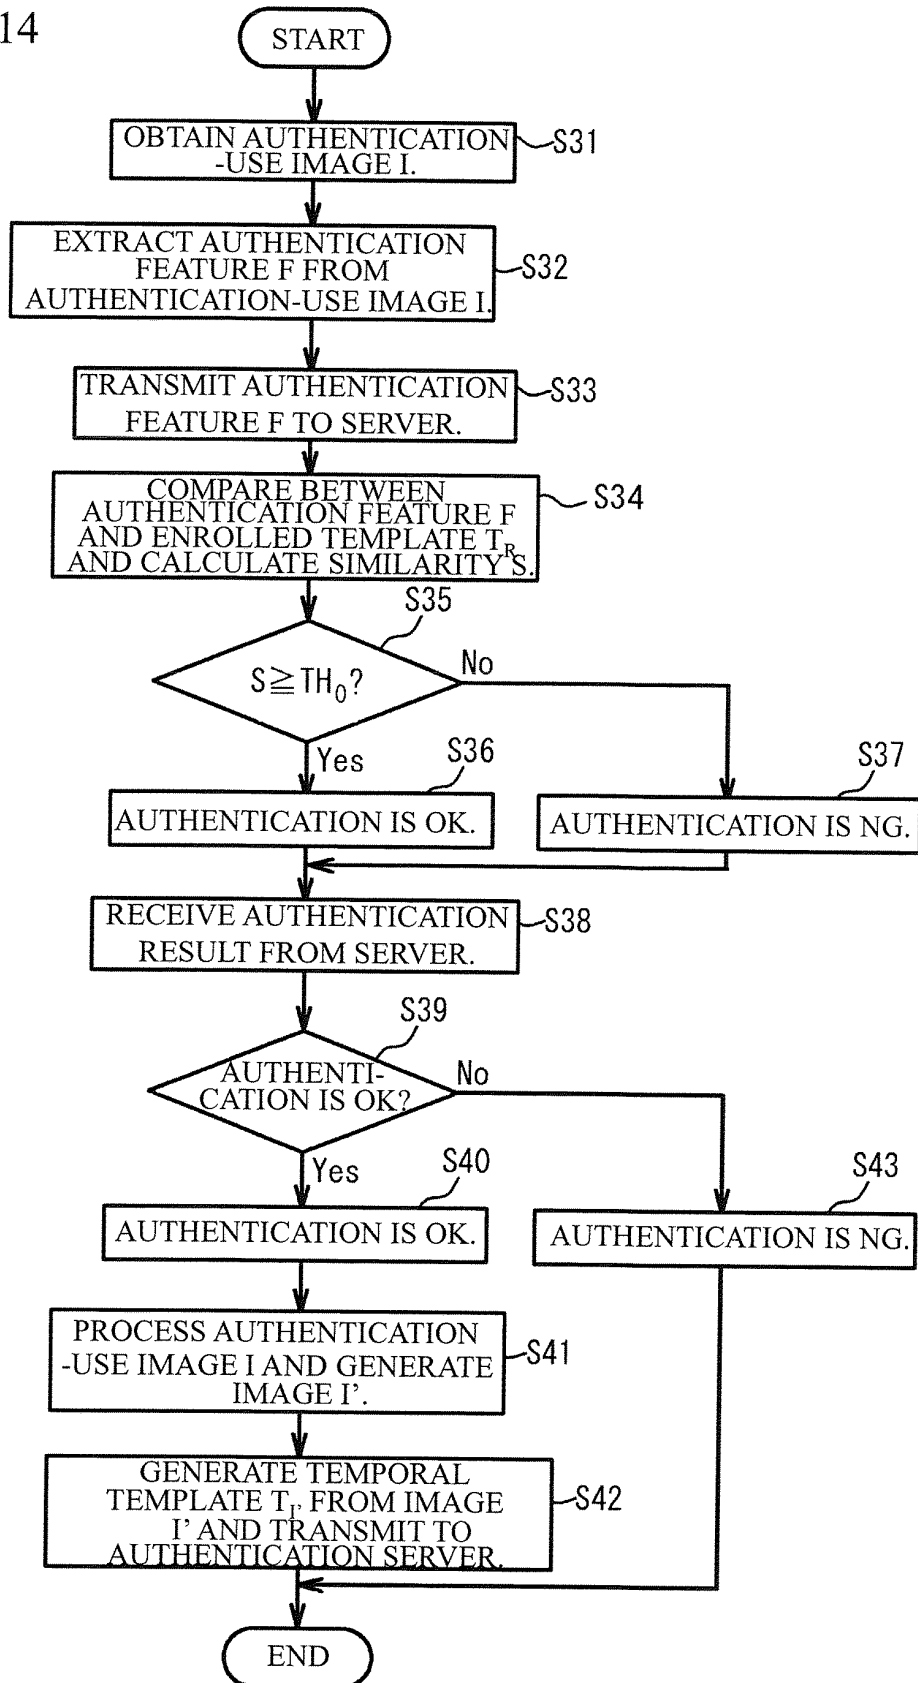 14
START
OBTAIN AUTHENTICATION
-USE IMAGE I.
S31
EXTRACT AUTHENTICATION
FEATURE F FROM
AUTHENTICATION-USE IMAGE I.
S32
TRANSMIT AUTHENTICATION
FEATURE F TO SERVER.
S33
COMPARE BETWEEN
AUTHENTICATION FEATURE F
AND ENROLLED TEMPLATE T_R
AND CALCULATE SIMILARITY S.
S34
S35
S≧TH₀?
No
Yes
S36
AUTHENTICATION IS OK.
S37
AUTHENTICATION IS NG.
RECEIVE AUTHENTICATION
RESULT FROM SERVER.
S38
S39
AUTHENTI-
CATION IS OK?
No
Yes
S40
AUTHENTICATION IS OK.
S43
AUTHENTICATION IS NG.
PROCESS AUTHENTICATION
-USE IMAGE I AND GENERATE
IMAGE I’.
S41
GENERATE TEMPORAL
TEMPLATE T_I’ FROM IMAGE
I’ AND TRANSMIT TO
AUTHENTICATION SERVER.
S42
END